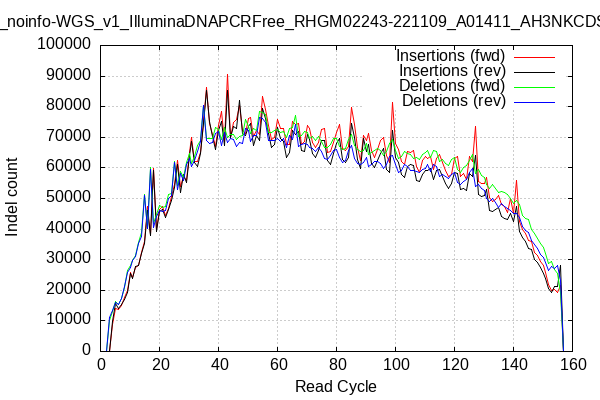 _noinfo-WGS_v1_IlluminaDNAPCRFree_RHGM02243-221109_A01411_AH3NKCDS
Insertions (fwd)
Insertions (rev)
Deletions (fwd)
Deletions (rev)
100000
90000
80000
70000
60000
50000
40000
30000
20000
10000
0
Indel count
0 20 40 60 80 100 120 140 160
Read Cycle